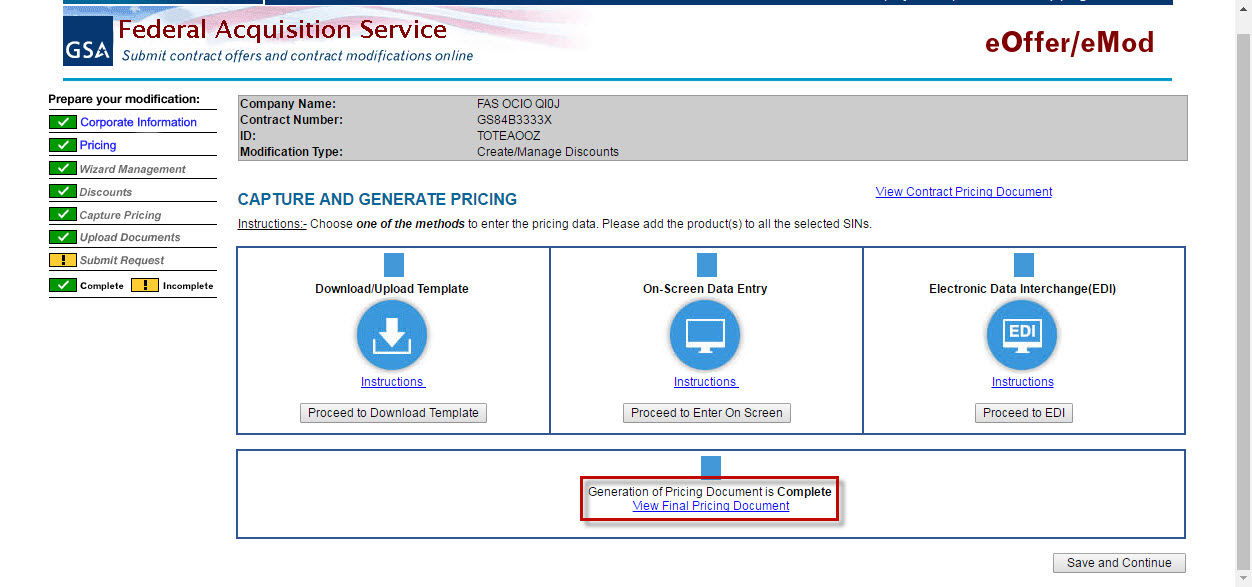 GSA
Federal Acquisition Service
Submit contract offers and contract modifications online
eOffer/eMod
Prepare your modification:
Corporate Information
Pricing
Wizard Management
Discounts
Capture Pricing
Upload Documents
! Submit Request
Complete ! Incomplete
Company Name: FAS OCIO QI0J
Contract Number: GS84B3333X
ID: TOTEAOOZ
Modification Type: Create/Manage Discounts
View Contract Pricing Document
CAPTURE AND GENERATE PRICING
Instructions:- Choose one of the methods to enter the pricing data. Please add the product(s) to all the selected SINs.
Download/Upload Template
Instructions
Proceed to Download Template
On-Screen Data Entry
Instructions
Proceed to Enter On Screen
Electronic Data Interchange(EDI)
EDI
Instructions
Proceed to EDI
Generation of Pricing Document is Complete
View Final Pricing Document
Save and Continue